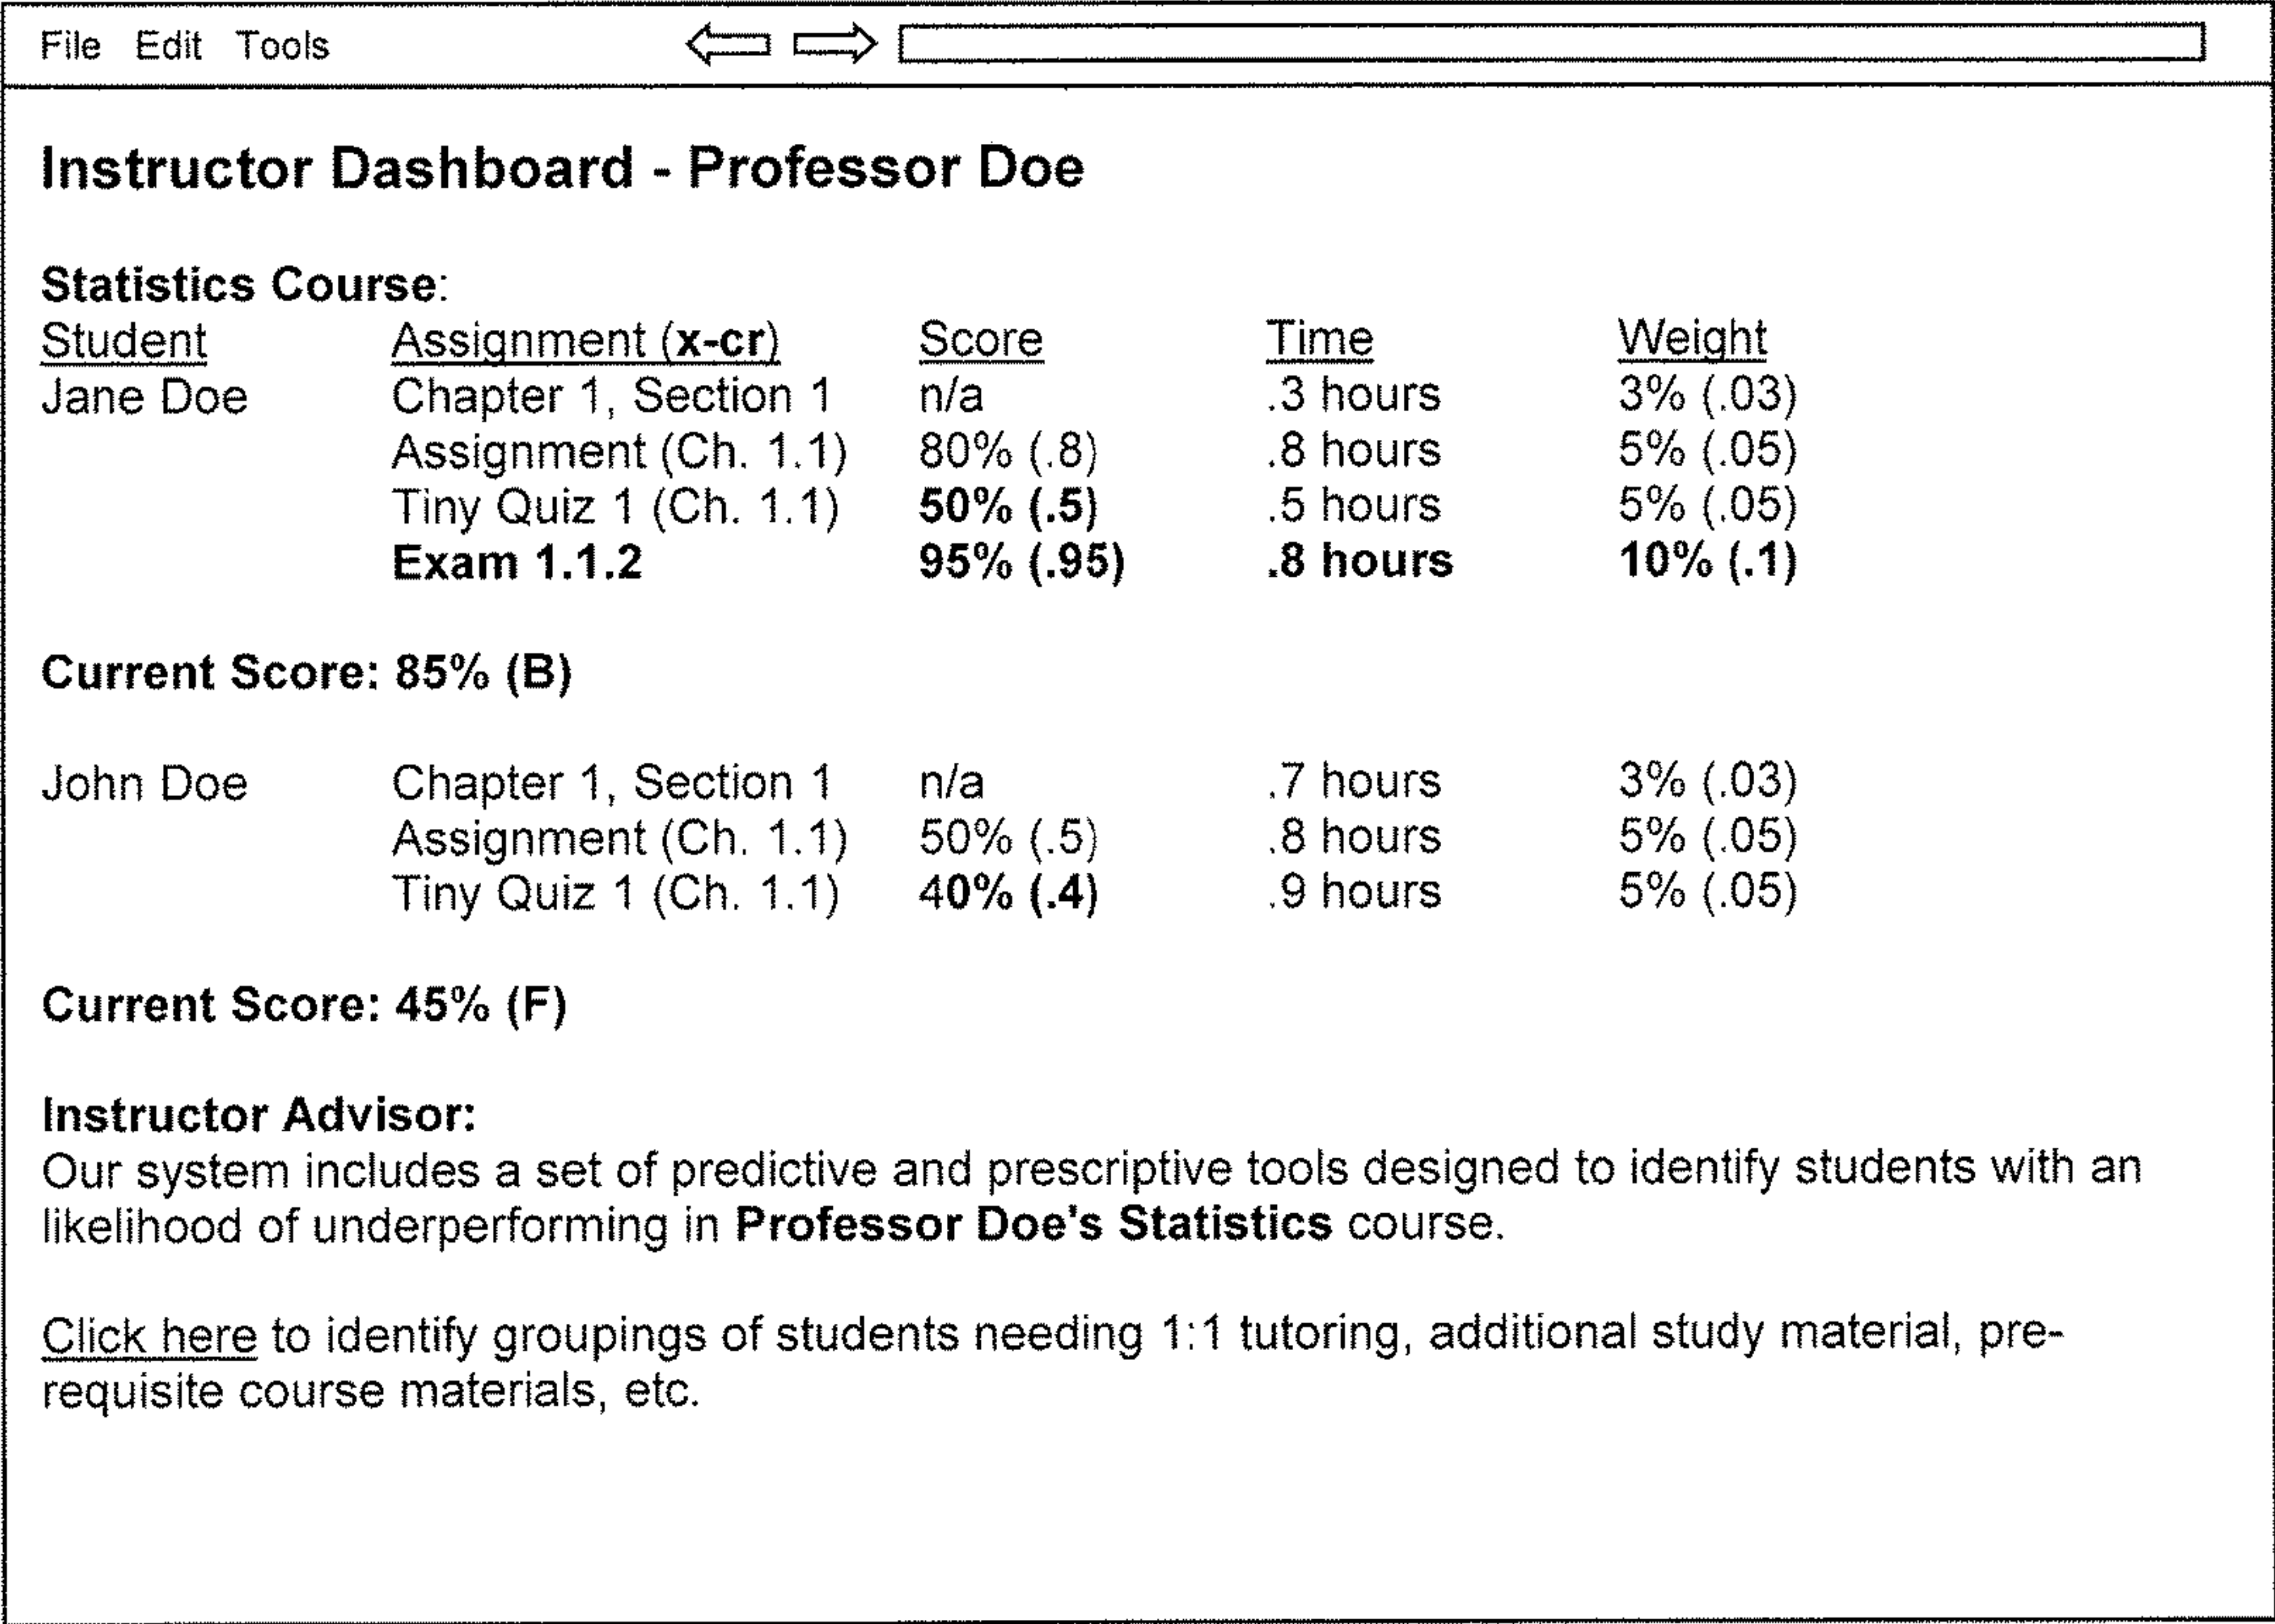 File Edit Tools
Instructor Dashboard - Professor Doe
Statistics Course:
Student Assignment (x-cr) Score Time Weight
Jane Doe Chapter 1, Section 1 n/a .3 hours 3% (.03)
Assignment (Ch. 1.1) 80% (.8) .8 hours 5% (.05)
Tiny Quiz 1 (Ch. 1.1) 50% (.5) .5 hours 5% (.05)
Exam 1.1.2 95% (.95) .8 hours 10% (.1)
Current Score: 85% (B)
John Doe Chapter 1, Section 1 n/a .7 hours 3% (.03)
Assignment (Ch. 1.1) 50% (.5) .8 hours 5% (.05)
Tiny Quiz 1 (Ch. 1.1) 40% (.4) .9 hours 5% (.05)
Current Score: 45% (F)
Instructor Advisor:
Our system includes a set of predictive and prescriptive tools designed to identify students with an
likelihood of underperforming in Professor Doe's Statistics course.
Click here to identify groupings of students needing 1:1 tutoring, additional study material, pre-
requisite course materials, etc.